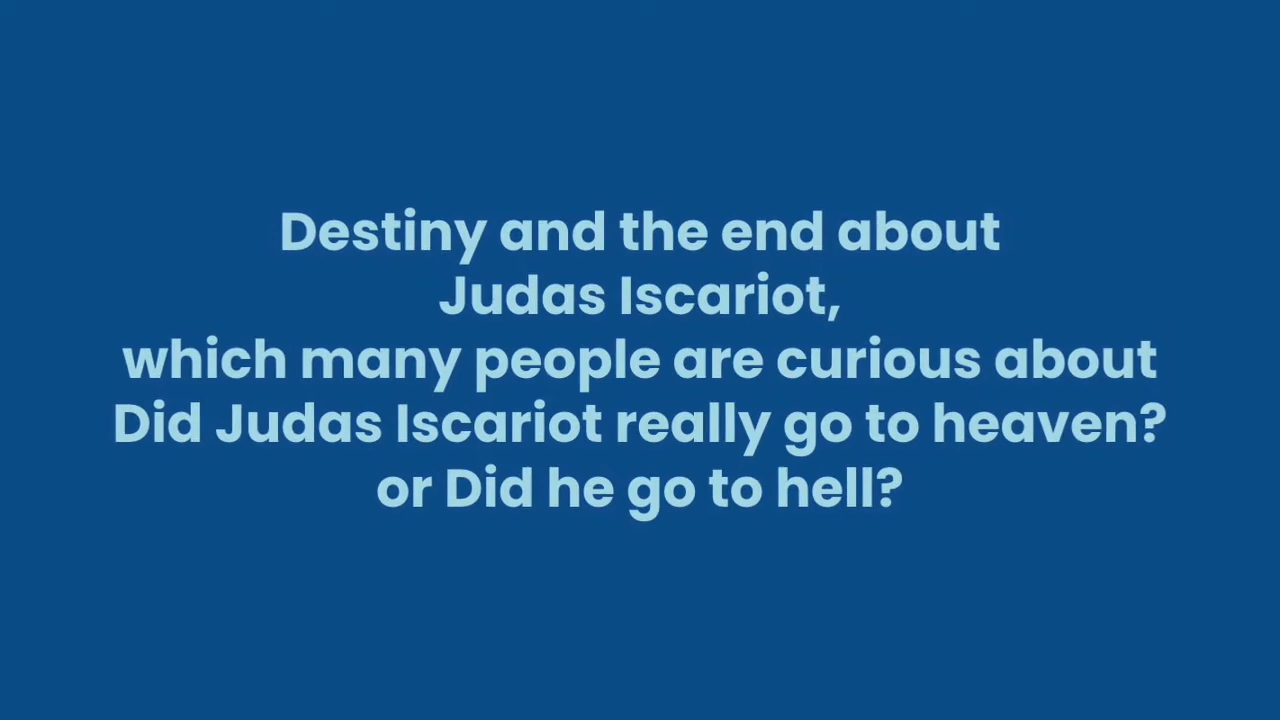 Destiny and the end about
Judas Iscariot,
which many people are curious about
Did Judas Iscariot really go to heaven?
or Did he go to hell?